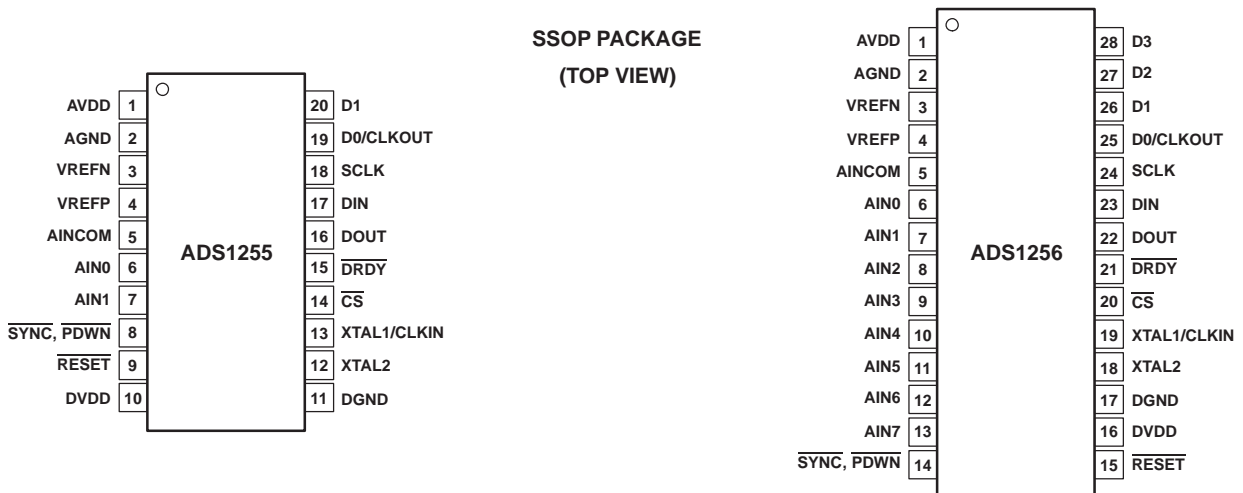 SSOP PACKAGE
(TOP VIEW)
AVDD 1
AGND 2
VREFN 3
VREFP 4
AINCOM 5
AIN0 6
AIN1 7
SYNC, PDWN 8
RESET 9
DVDD 10
ADS1255
20 D1
19 D0/CLKOUT
18 SCLK
17 DIN
16 DOUT
15 DRDY
14 CS
13 XTAL1/CLKIN
12 XTAL2
11 DGND
AVDD 1
AGND 2
VREFN 3
VREFP 4
AINCOM 5
AIN0 6
AIN1 7
AIN2 8
AIN3 9
AIN4 10
AIN5 11
AIN6 12
AIN7 13
SYNC, PDWN 14
ADS1256
28 D3
27 D2
26 D1
25 D0/CLKOUT
24 SCLK
23 DIN
22 DOUT
21 DRDY
20 CS
19 XTAL1/CLKIN
18 XTAL2
17 DGND
16 DVDD
15 RESET